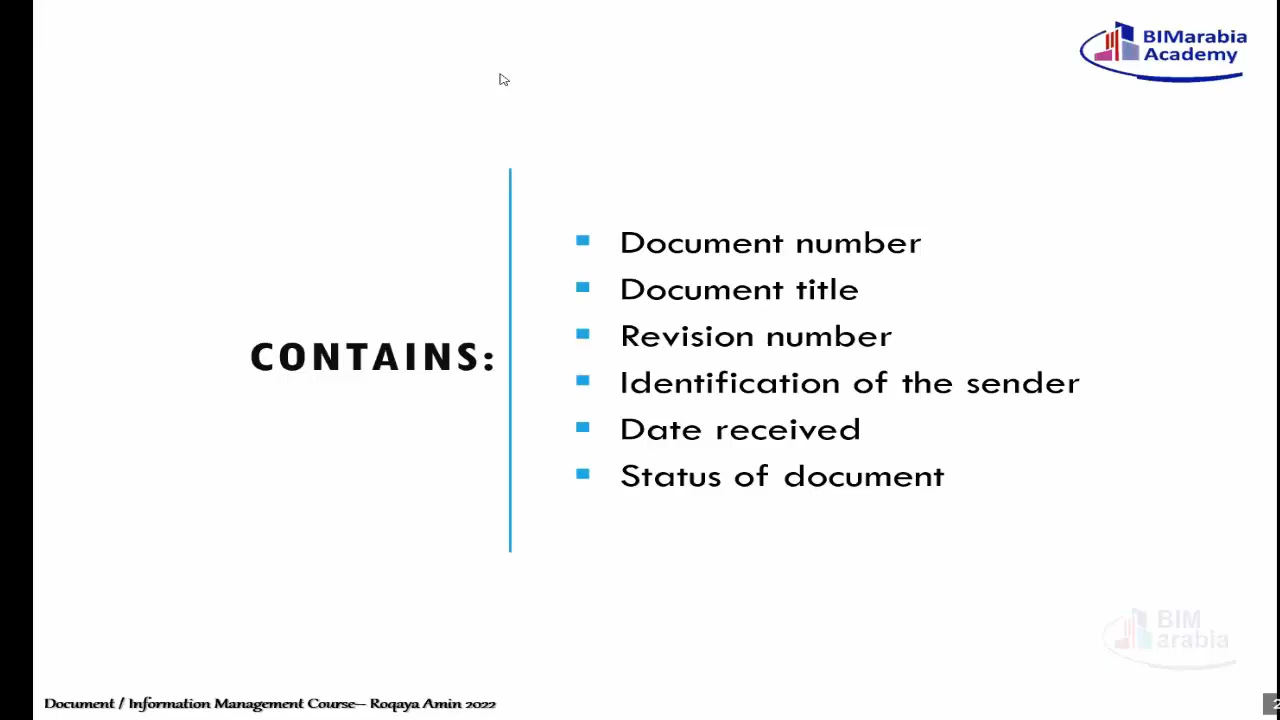 BIMarabia
Academy
CONTAINS:
Document number
Document title
Revision number
Identification of the sender
Date received
Status of document
BIM
arabia
Document / Information Management Course-- Roqaya Amin 2022